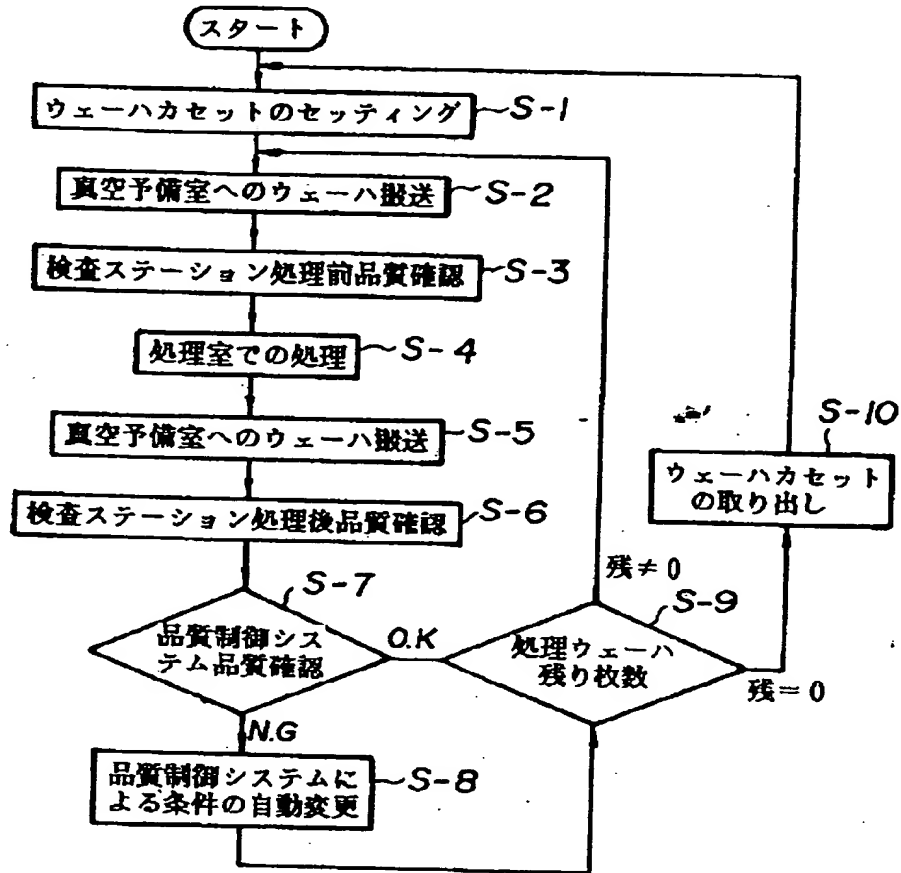 スタート
ウェーハカセットのセッティング
S-1
真空予備室へのウェーハ搬送
S-2
検査ステーション処理前品質確認
S-3
処理室での処理
S-4
真空予備室へのウェーハ搬送
S-5
検査ステーション処理後品質確認
S-6
S-7
品質制御シス
テム品質確認
O.K
N.G
品質制御システムに
よる条件の自動変更
S-8
残≠0
S-9
処理ウェーハ
残り枚数
残=0
S-10
ウェーハカセット
の取り出し